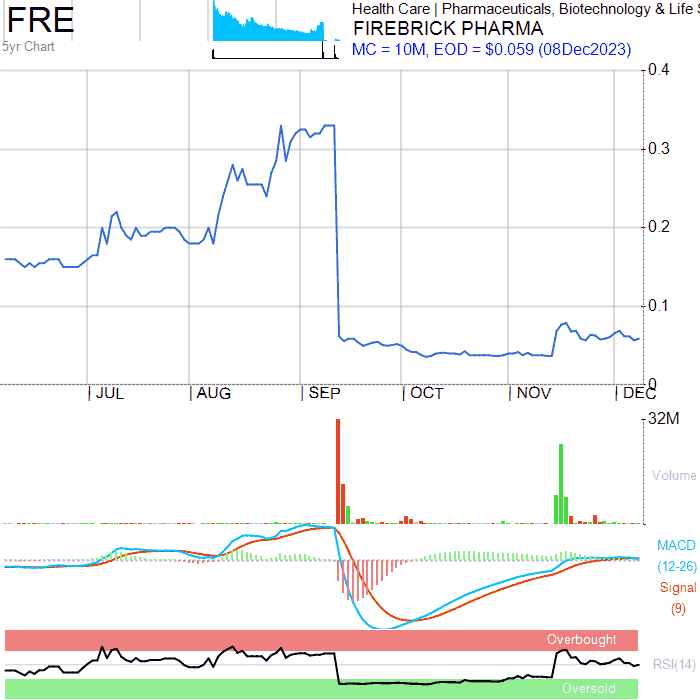 FRE
5yr Chart
Health Care | Pharmaceuticals, Biotechnology & Life
FIREBRICK PHARMA
MC = 10M, EOD = $0.059 (08Dec2023)
0.4
0.3
0.2
0.1
0
JUL AUG SEP OCT NOV DEC
32M
Volume
MACD
(12-26)
Signal
(9)
Overbought
RSI(14)
Oversold